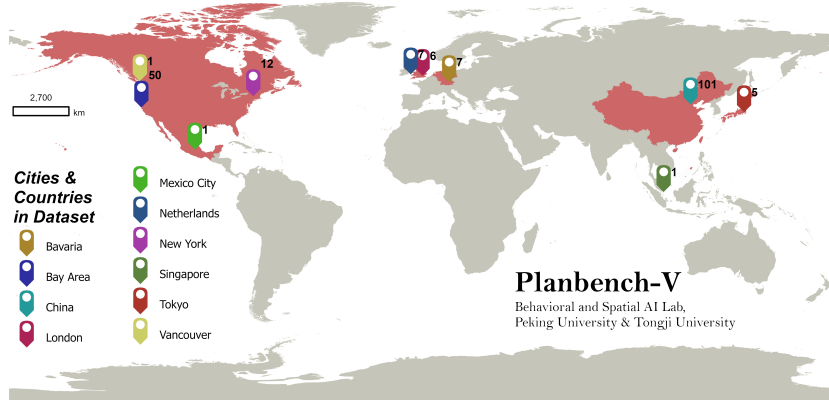 1
50
12
1
7
6
7
101
5
1
2,700
km
Cities &
Countries
in Dataset
Bavaria
Bay Area
China
London
Mexico City
Netherlands
New York
Singapore
Tokyo
Vancouver
Planbench-V
Behavioral and Spatial AI Lab,
Peking University & Tongji University